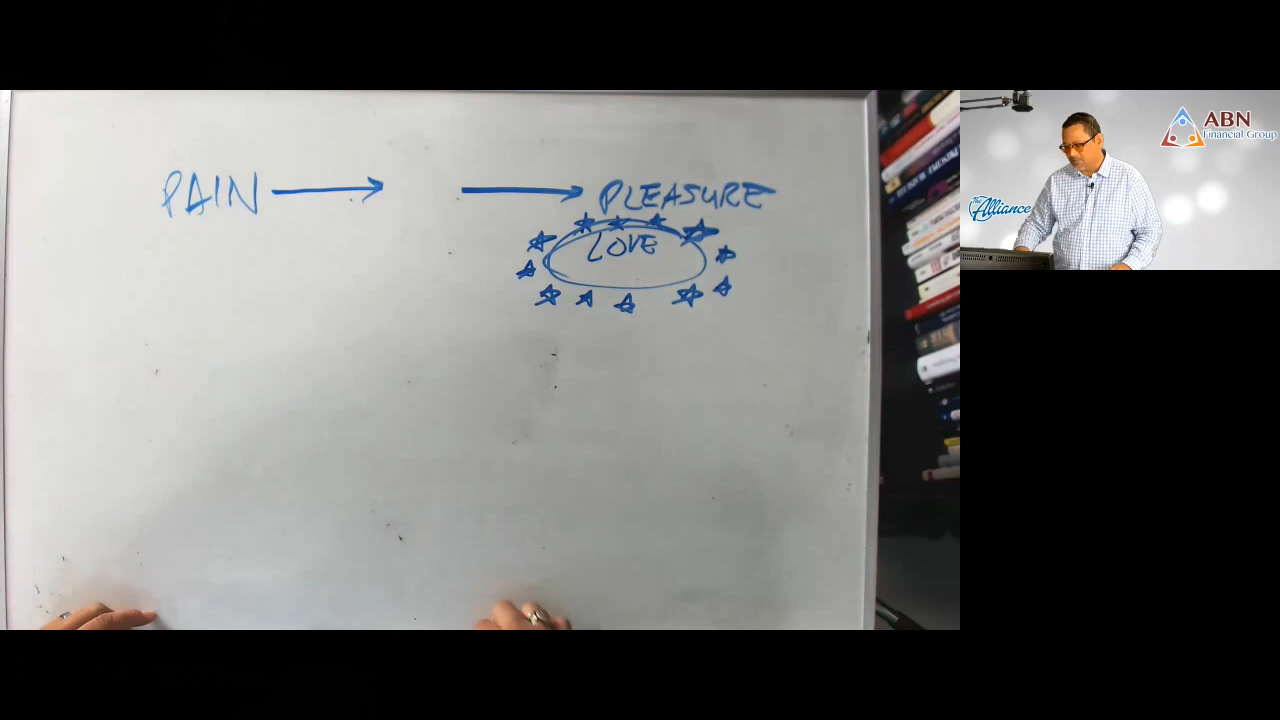 PAIN → → PLEASURE
LOVE
ABN
Financial Group
The
Alliance